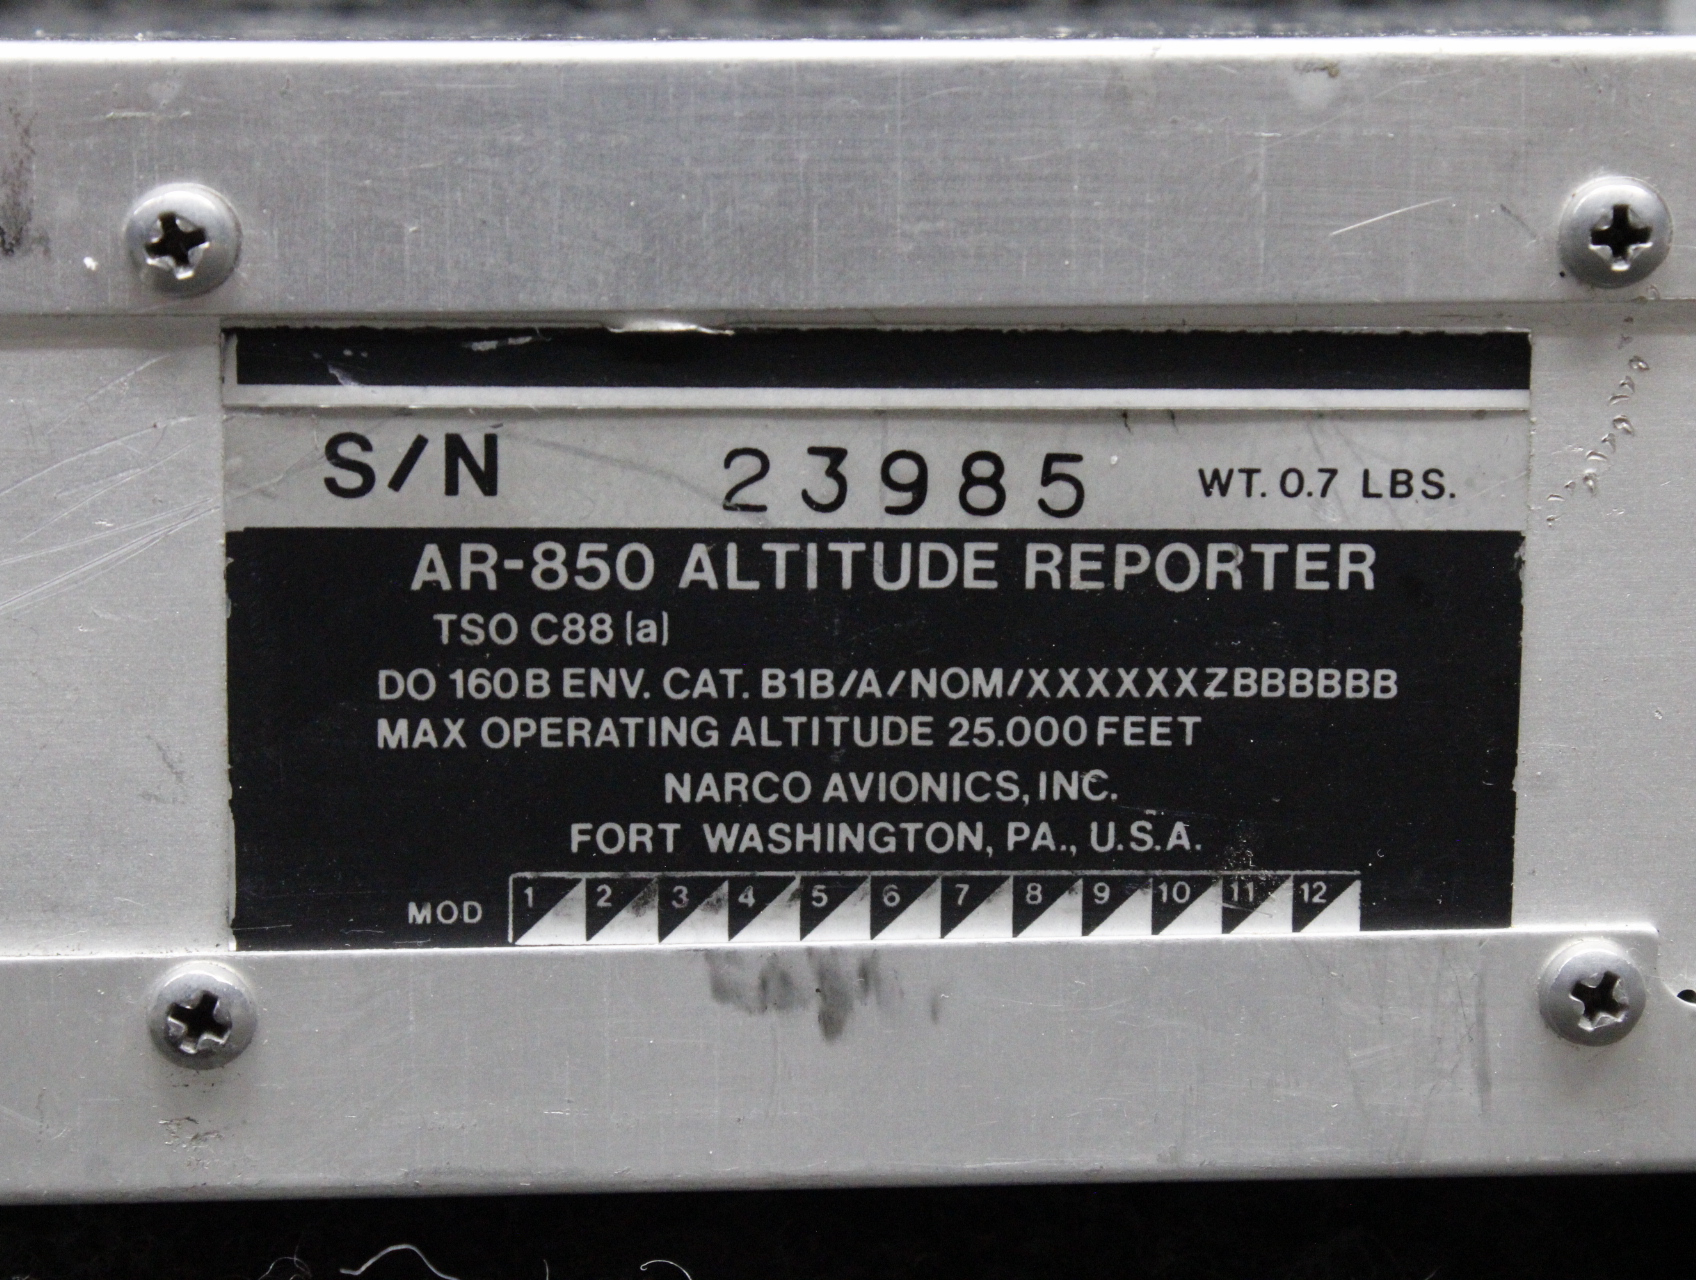 S/N 23985 WT. 0.7 LBS.
AR-850 ALTITUDE REPORTER
TSO C88 (a)
DO 160B ENV. CAT. B1B/A/NOM/XXXXXXZBBBBBB
MAX OPERATING ALTITUDE 25.000 FEET
NARCO AVIONICS, INC.
FORT WASHINGTON, PA., U.S.A.
MOD 1 2 3 4 5 6 7 8 9 10 11 12